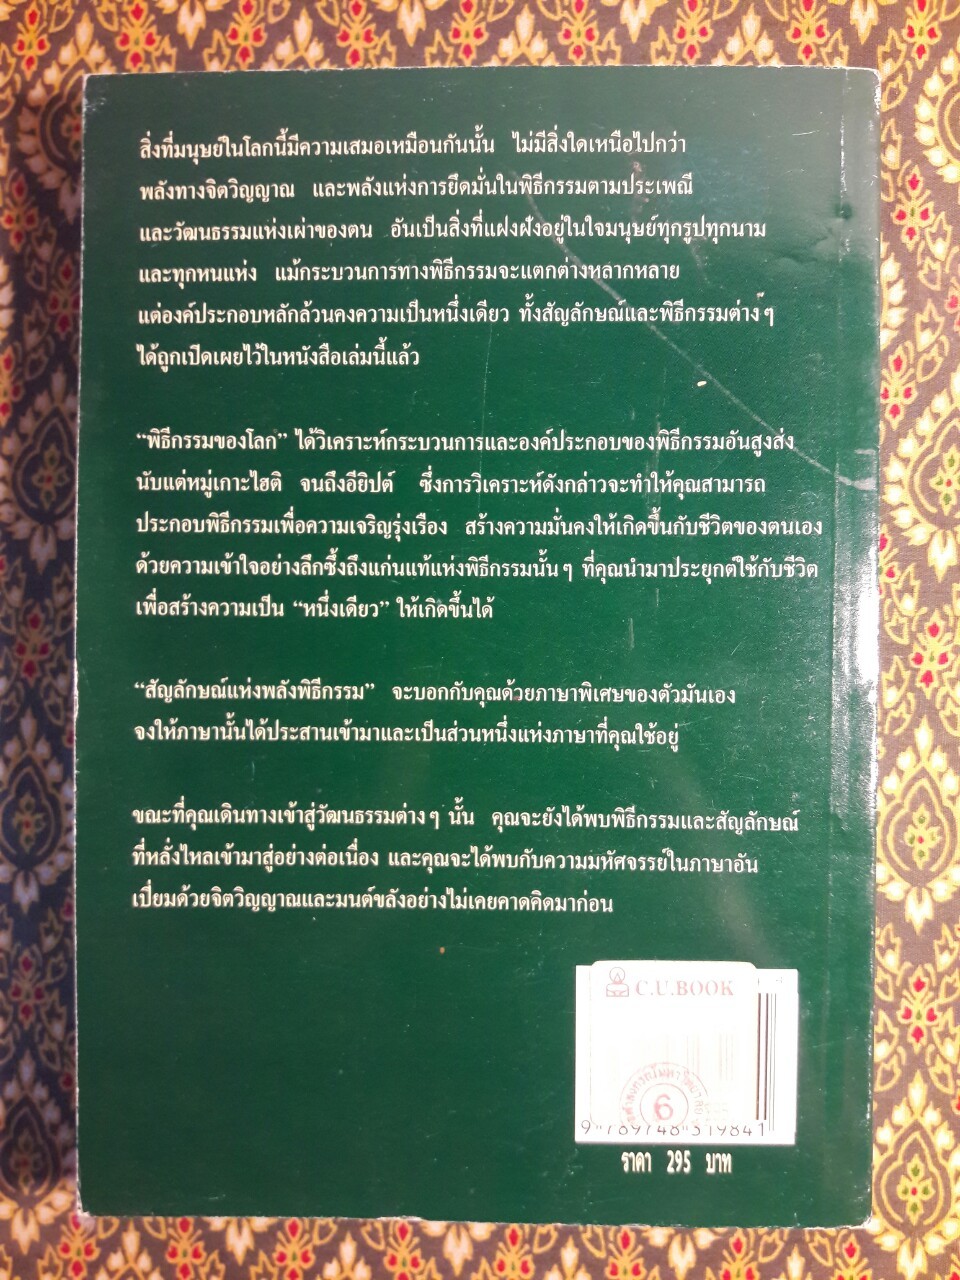 สิ่งที่มนุษย์ในโลกนี้มีความเสมอเหมือนกันนั้น ไม่มีสิ่งใดเหนือไปกว่า
พลังทางจิตวิญญาณ และพลังแห่งการยึดมั่นในพิธีกรรมตามประเพณี
และวัฒนธรรมแห่งเผ่าของตน อันเป็นสิ่งที่แฝงฝังอยู่ในใจมนุษย์ทุกรูปทุกนาม
และทุกหนแห่ง แม้กระบวนการทางพิธีกรรมจะแตกต่างหลากหลาย
แต่องค์ประกอบหลักล้วนคงความเป็นหนึ่งเดียว ทั้งสัญลักษณ์และพิธีกรรมต่าง ๆ
ได้ถูกเปิดเผยไว้ในหนังสือเล่มนี้แล้ว
“พิธีกรรมของโลก” ได้วิเคราะห์กระบวนการและองค์ประกอบของพิธีกรรมอันสูงส่ง
นับแต่หมู่เกาะไฮติ จนถึงอียิปต์ ซึ่งการวิเคราะห์ดังกล่าวจะทำให้คุณสามารถ
ประกอบพิธีกรรมเพื่อความเจริญรุ่งเรือง สร้างความมั่นคงให้เกิดขึ้นกับชีวิตของตนเอง
ด้วยความเข้าใจอย่างลึกซึ้งถึงแก่นแท้แห่งพิธีกรรมนั้น ๆ ที่คุณนำมาประยุกต์ใช้กับชีวิต
เพื่อสร้างความเป็น “หนึ่งเดียว” ให้เกิดขึ้นได้
“สัญลักษณ์แห่งพลังพิธีกรรม” จะบอกกับคุณด้วยภาษาพิเศษของตัวมันเอง
จงให้ภาษานั้นได้ประสานเข้ามาและเป็นส่วนหนึ่งแห่งภาษาที่คุณใช้อยู่
ขณะที่คุณเดินทางเข้าสู่วัฒนธรรมต่าง ๆ นั้น คุณจะยังได้พบพิธีกรรมและสัญลักษณ์
ที่หลั่งไหลเข้ามาสู่อย่างต่อเนื่อง และคุณจะได้พบกับความมหัศจรรย์ในภาษาอัน
เปี่ยมด้วยจิตวิญญาณและมนต์ขลังอย่างไม่เคยคาดคิดมาก่อน
C.U.BOOK
6
9 789748 319841
ราคา 295 บาท